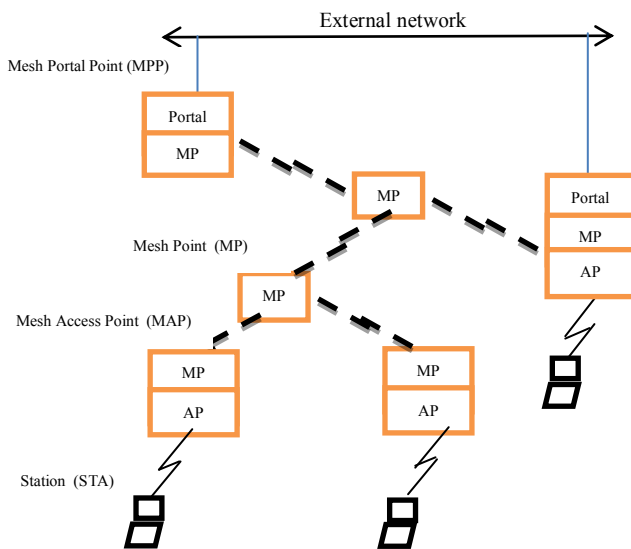 External network
Mesh Portal Point (MPP)
Portal
MP
MP
Portal
MP
AP
Mesh Point  (MP)
MP
Mesh Access Point (MAP)
MP
AP
MP
AP
Station  (STA)